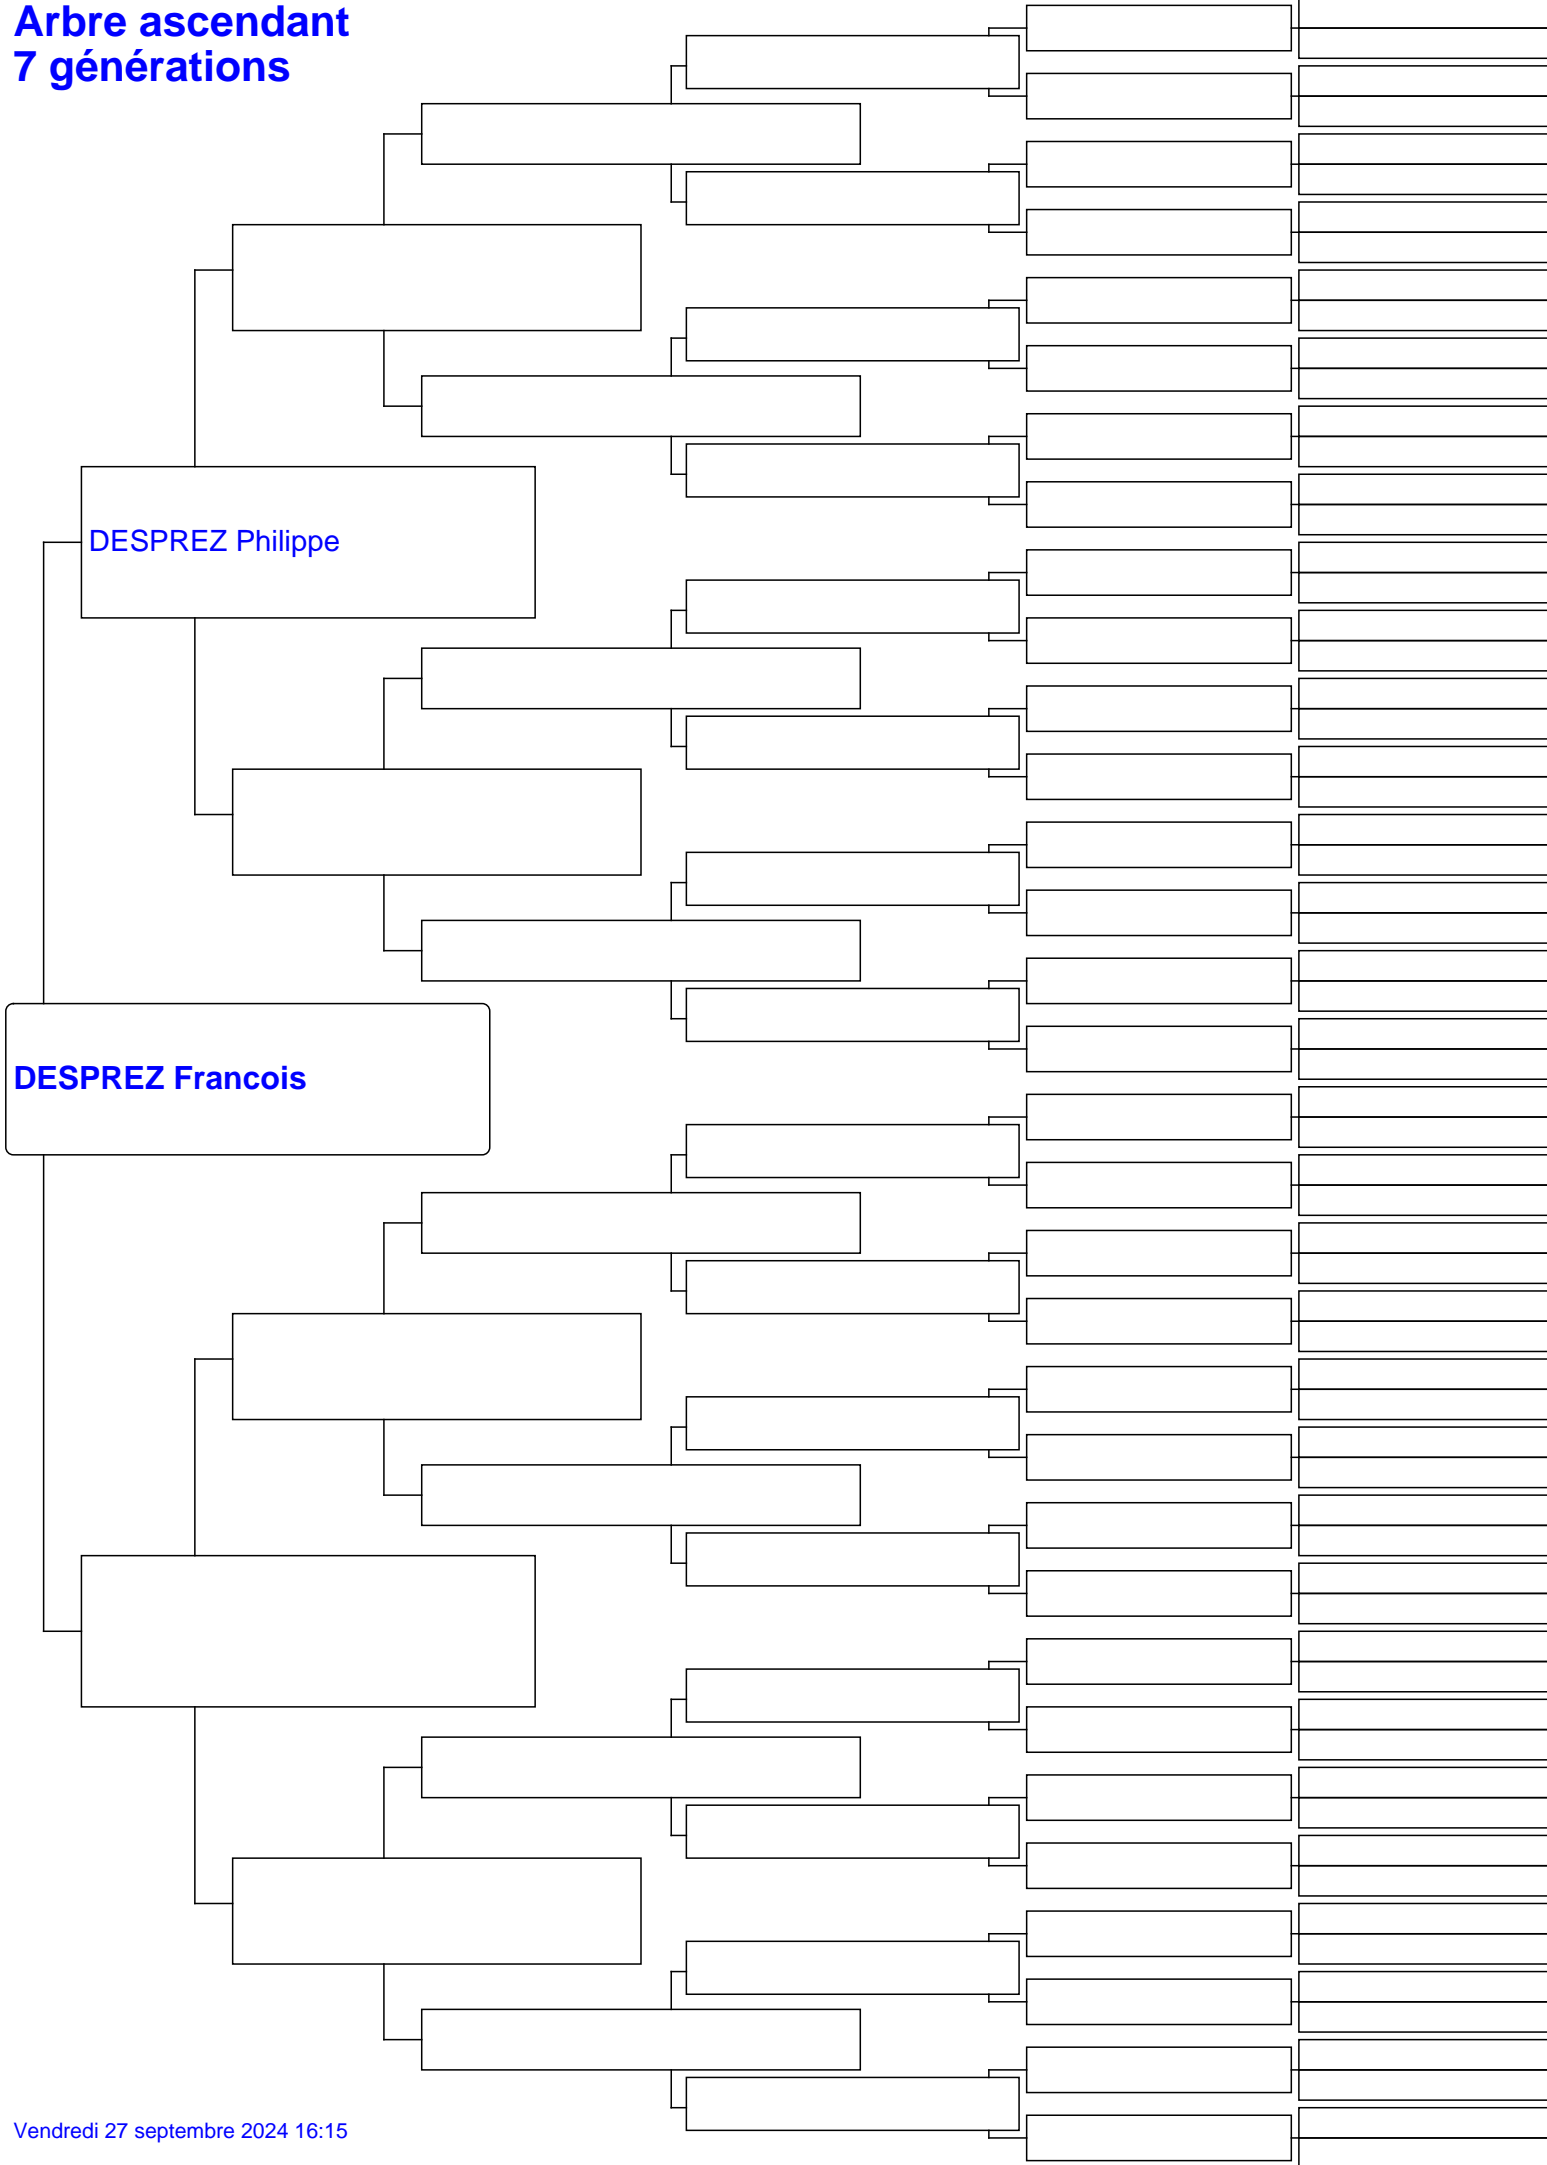 Arbre ascendant
7 générations
DESPREZ Philippe
DESPREZ Francois
Vendredi 27 septembre 2024 16:15